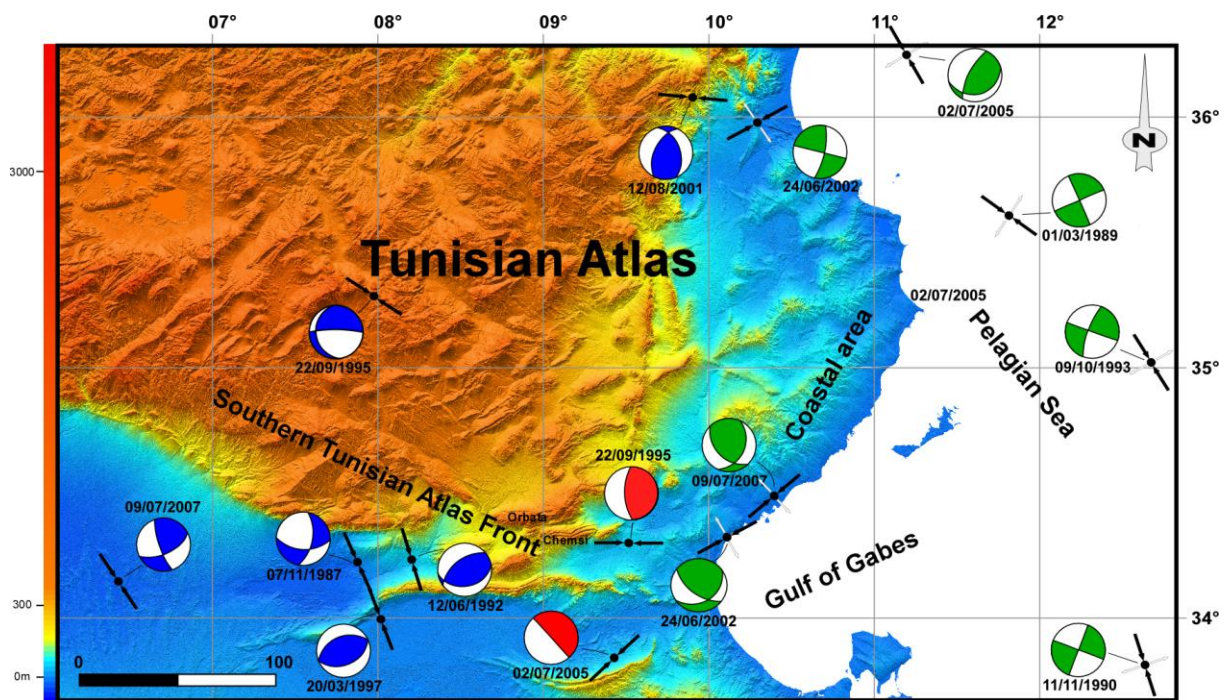 07° 08° 09° 10° 11° 12°
02/07/2005
36°
N
3000
12/08/2001
24/06/2002
01/03/1989
Tunisian Atlas
02/07/2005
Pelagian Sea
Coastal area
22/09/1995
09/10/1993
35°
Southern Tunisian Atlas Front
22/09/1995
09/07/2007
09/07/2007
Orbata
Chemsi
07/11/1987
12/06/1992
Gulf of Gabes
300
24/06/2002
34°
0 100
02/07/2005
0m
20/03/1997
11/11/1990